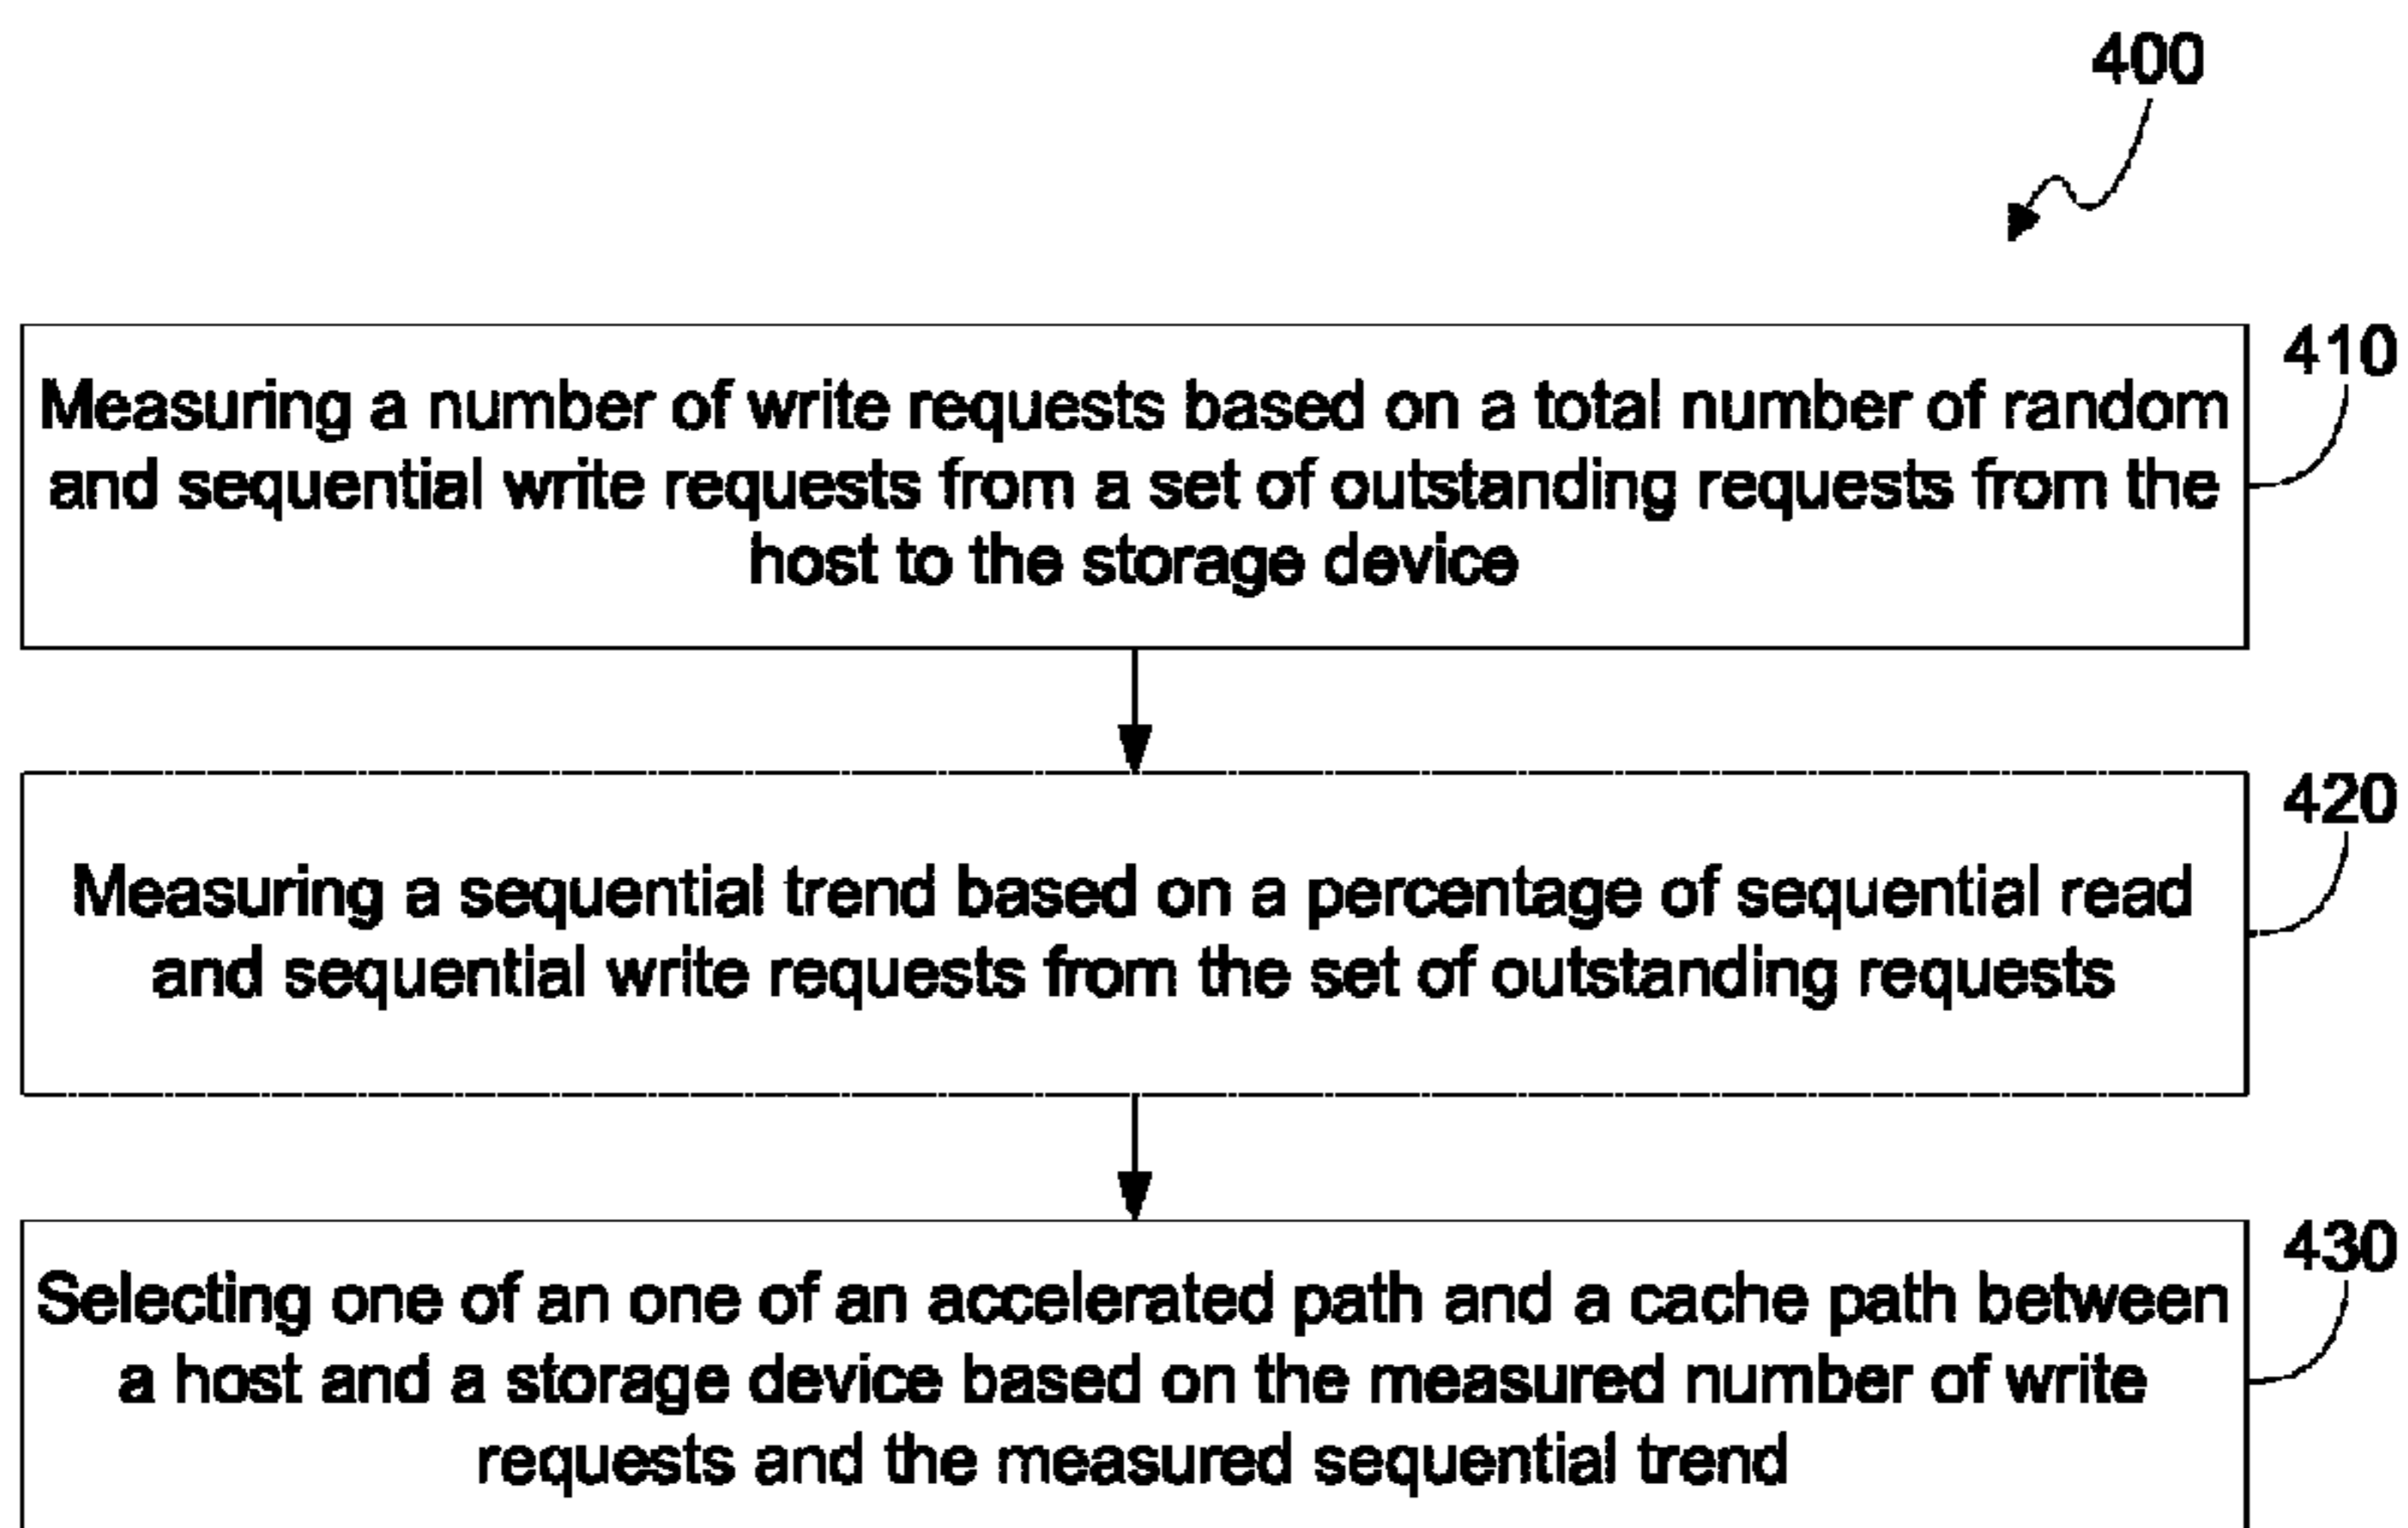 400
410
Measuring a number of write requests based on a total number of random
and sequential write requests from a set of outstanding requests from the
host to the storage device
420
Measuring a sequential trend based on a percentage of sequential read
and sequential write requests from the set of outstanding requests
430
Selecting one of an one of an accelerated path and a cache path between
a host and a storage device based on the measured number of write
requests and the measured sequential trend